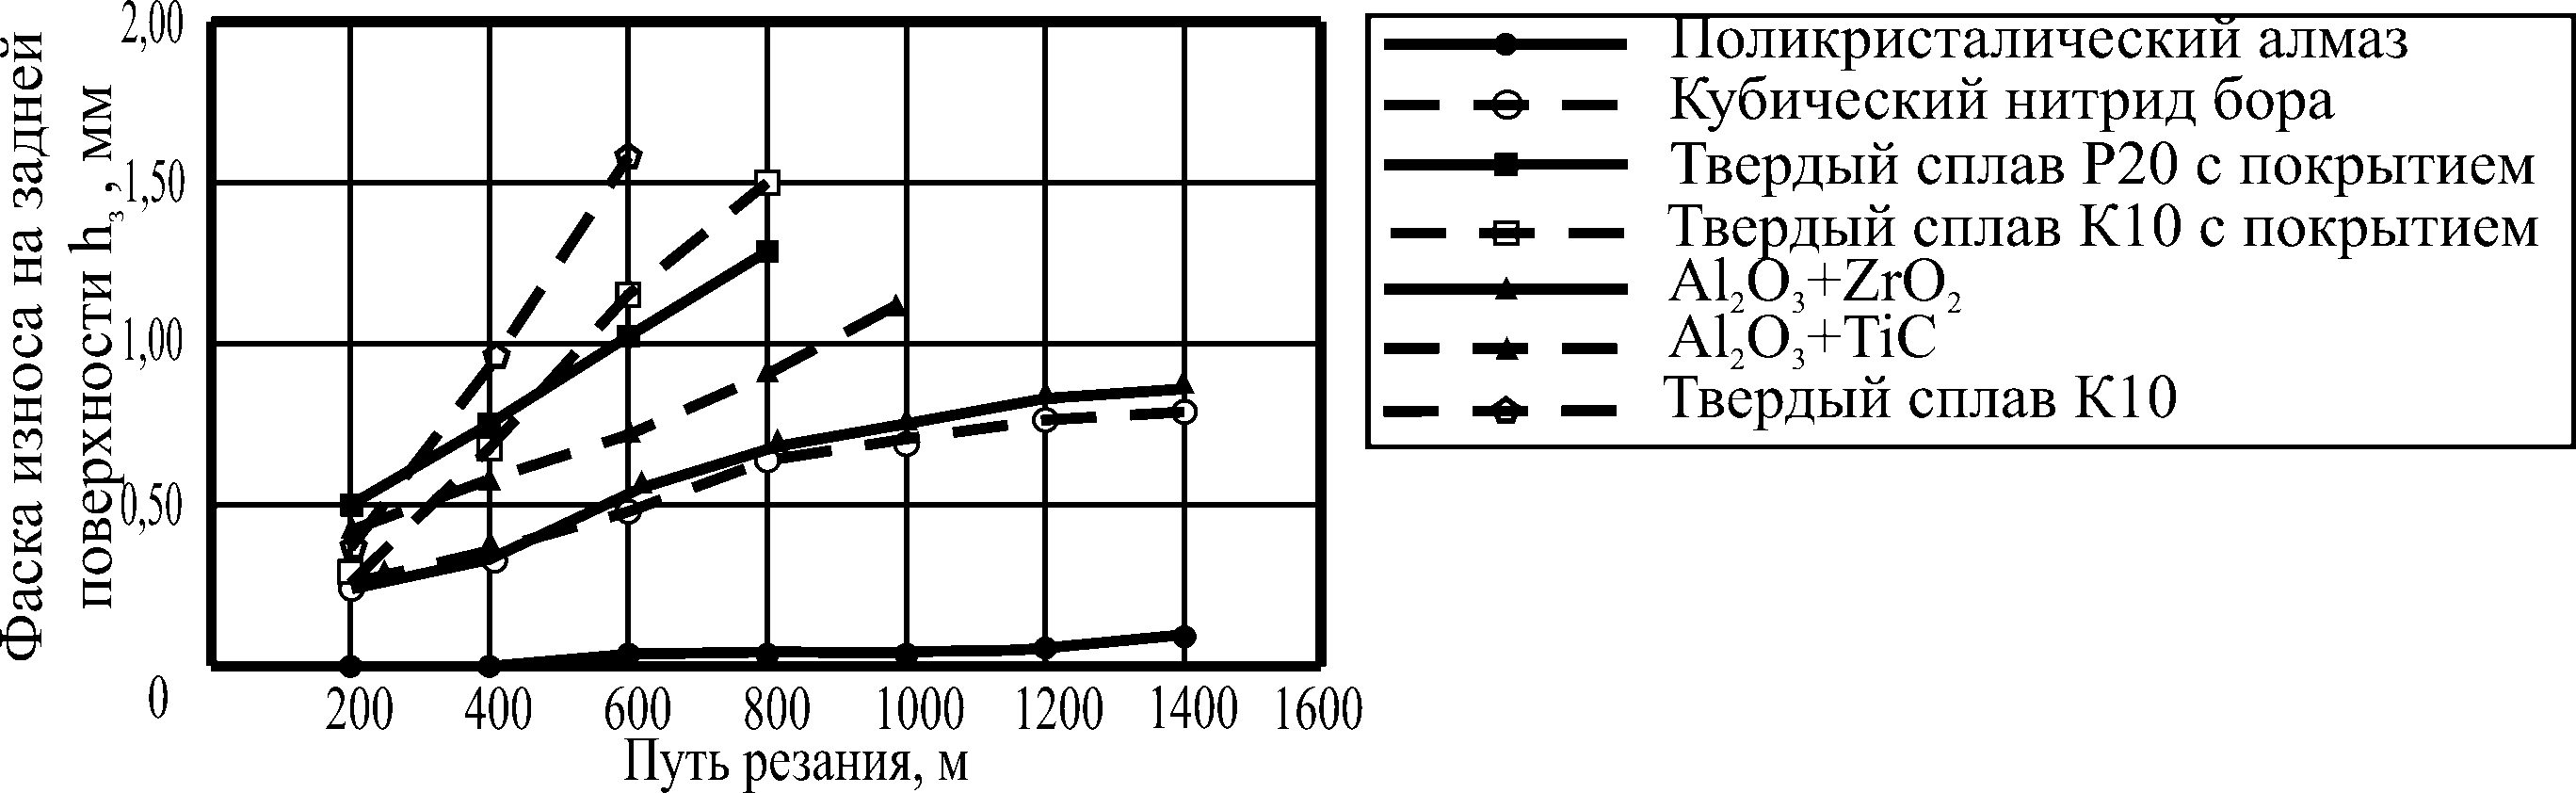 Фаска износа на задней
поверхности h₃, мм
2,00
1,50
1,00
0,50
0
200 400 600 800 1000 1200 1400 1600
Путь резания, м
Поликристалический алмаз
Кубический нитрид бора
Твердый сплав Р20 с покрытием
Твердый сплав К10 с покрытием
Al₂O₃+ZrO₂
Al₂O₃+TiC
Твердый сплав К10